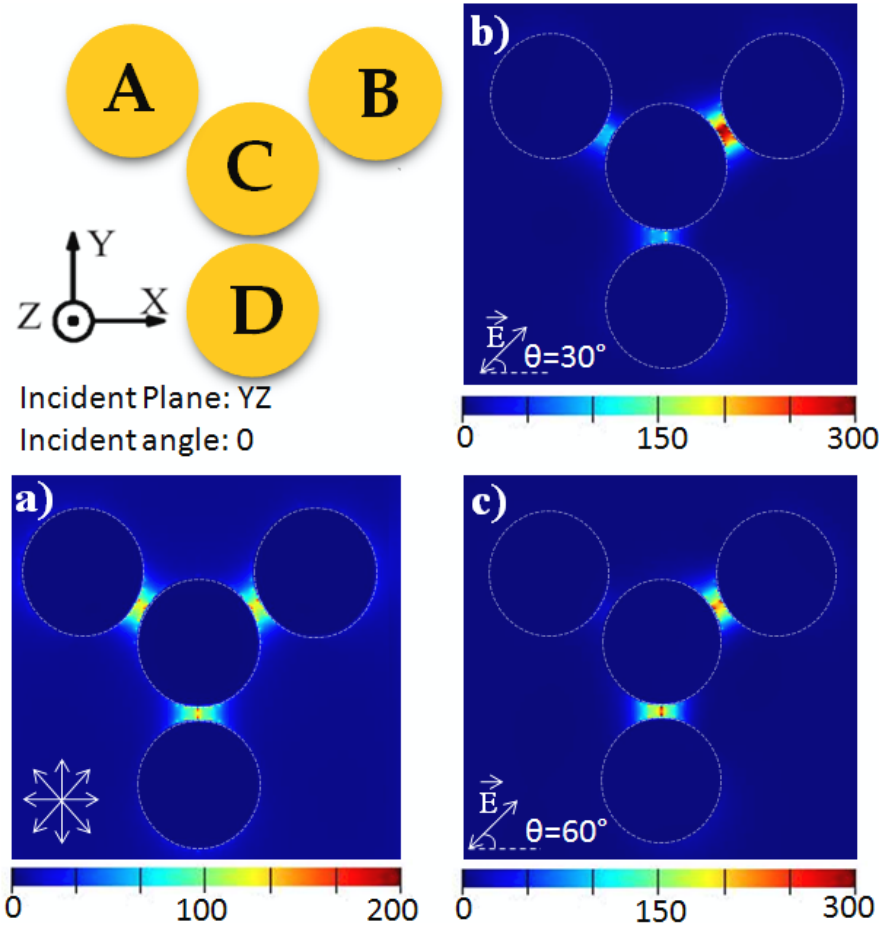 A
B
C
D
Y
Z
X
Incident Plane: YZ
Incident angle: 0
b)
E
θ=30°
0
150
300
a)
0
100
200
c)
E
θ=60°
0
150
300